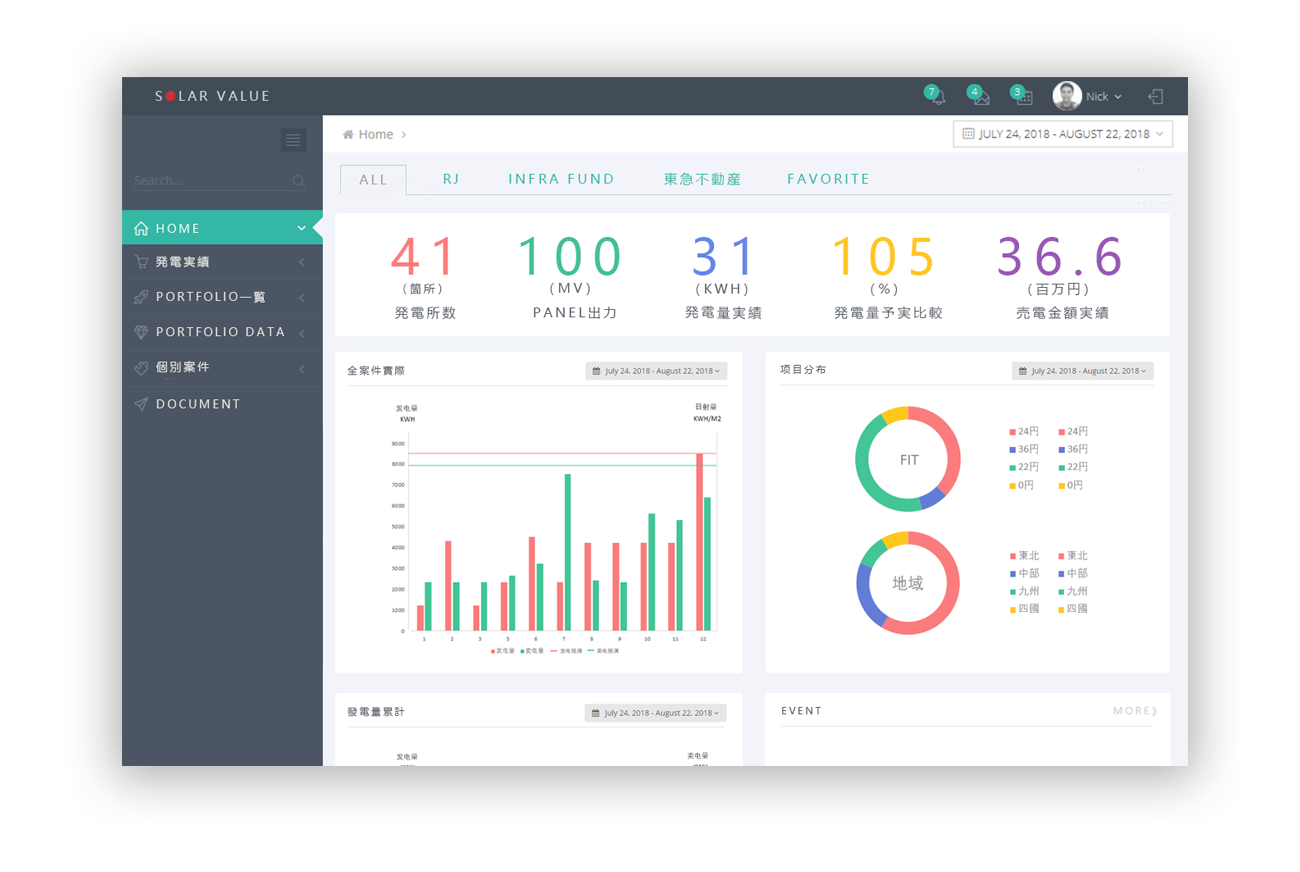 SOLAR VALUE
7
4
3
Nick
Search...
HOME
発電実績
PORTFOLIO一覧
PORTFOLIO DATA
個別案件
DOCUMENT
Home
JULY 24, 2018 - AUGUST 22, 2018
ALL RJ INFRA FUND 東急不動産 FAVORITE
41 100 31 105 36.6
(箇所) (MV) (KWH) (%) (百万円)
発電所数 PANEL出力 発電量実績 発電量予実比較 売電金額実績
全案件實際
July 24, 2018 - August 22, 2018
发电量 日射量
KWH KWH/M2
9000
8000
7000
6000
5000
4000
3000
2000
1000
0
1 2 3 5 6 7 8 9 10 11 12
发电量 卖电量
项目分布
July 24, 2018 - August 22, 2018
FIT
24円 24円
36円 36円
22円 22円
0円 0円
地域
東北 東北
中部 中部
九州 九州
四國 四國
發電量累計
July 24, 2018 - August 22, 2018
发电量 卖电量
EVENT
MORE